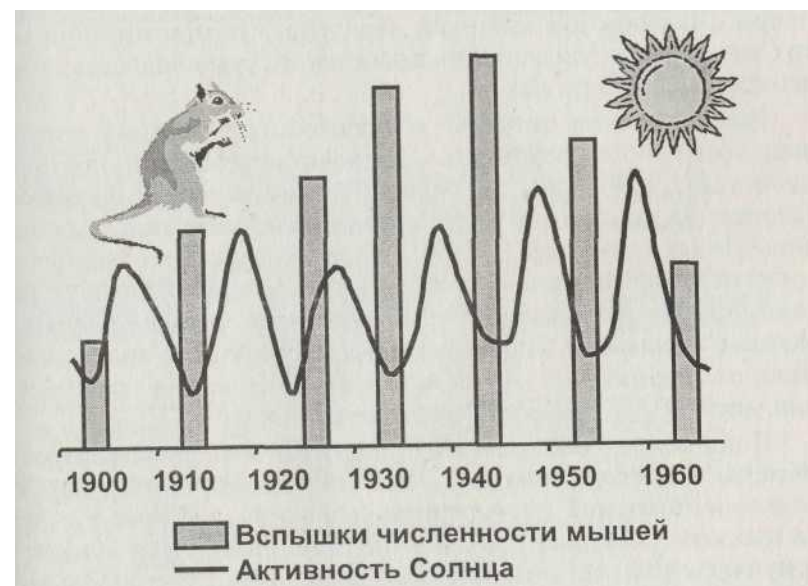 1900 1910 1920 1930 1940 1950 1960
Вспышки численности мышей
Активность Солнца